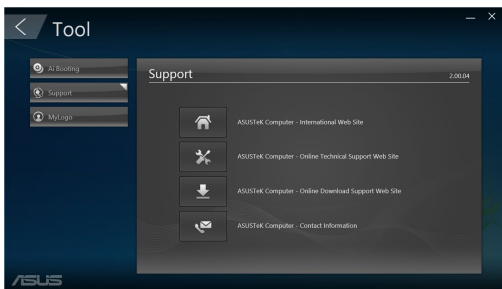 Tool
Ai Booting
Support
MyLogo
Support
2.00.04
ASUSTeK Computer - International Web Site
ASUSTeK Computer - Online Technical Support Web Site
ASUSTeK Computer - Online Download Support Web Site
ASUSTeK Computer - Contact Information
ASUS